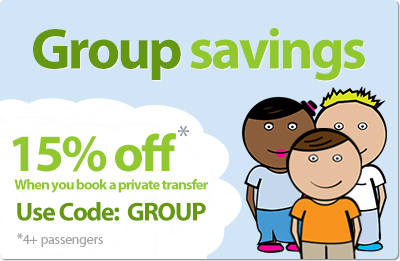 Group savings
15% off*
When you book a private transfer
Use Code: GROUP
*4+ passengers